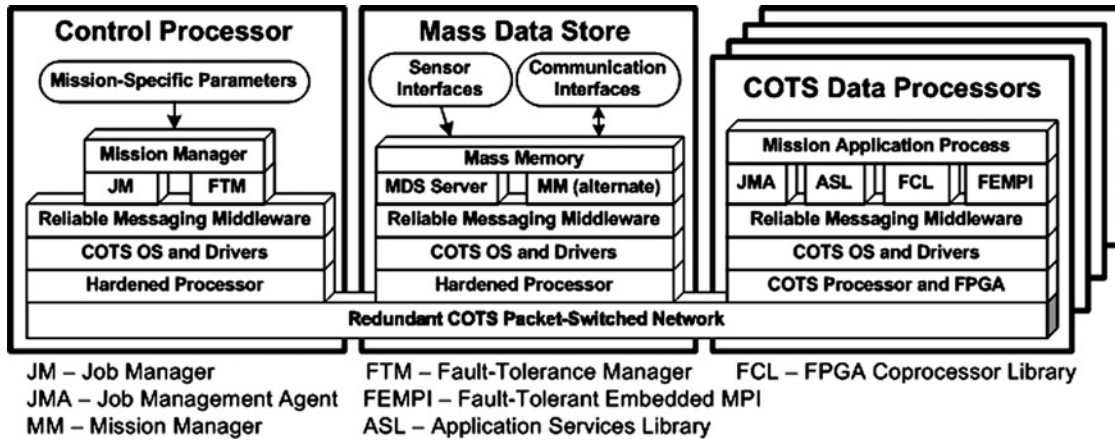 Control Processor
Mission-Specific Parameters
Mission Manager
JM
FTM
Reliable Messaging Middleware
COTS OS and Drivers
Hardened Processor
Mass Data Store
Sensor
Interfaces
Communication
Interfaces
Mass Memory
MDS Server
MM (alternate)
Reliable Messaging Middleware
COTS OS and Drivers
Hardened Processor
COTS Data Processors
Mission Application Process
JMA
ASL
FCL
FEMPI
Reliable Messaging Middleware
COTS OS and Drivers
COTS Processor and FPGA
Redundant COTS Packet-Switched Network
JM – Job Manager
JMA – Job Management Agent
MM – Mission Manager
FTM – Fault-Tolerance Manager
FEMPI – Fault-Tolerant Embedded MPI
ASL – Application Services Library
FCL – FPGA Coprocessor Library